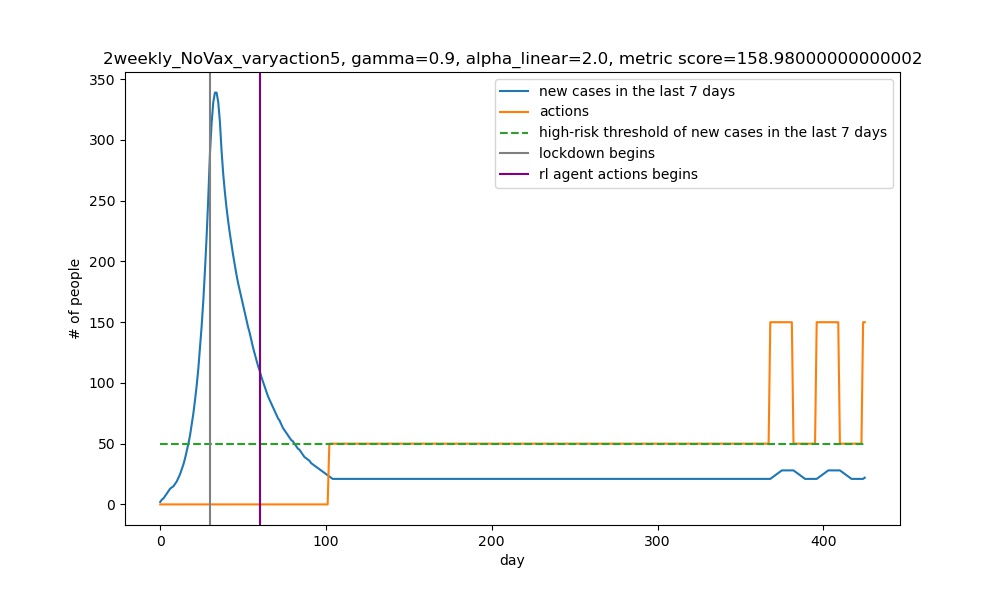 2weekly_NoVax_varyaction5, gamma=0.9, alpha_linear=2.0, metric score=158.98000000000002
350
300
250
200
150
100
50
0
# of people
new cases in the last 7 days
actions
high-risk threshold of new cases in the last 7 days
lockdown begins
rl agent actions begins
0 100 200 300 400
day